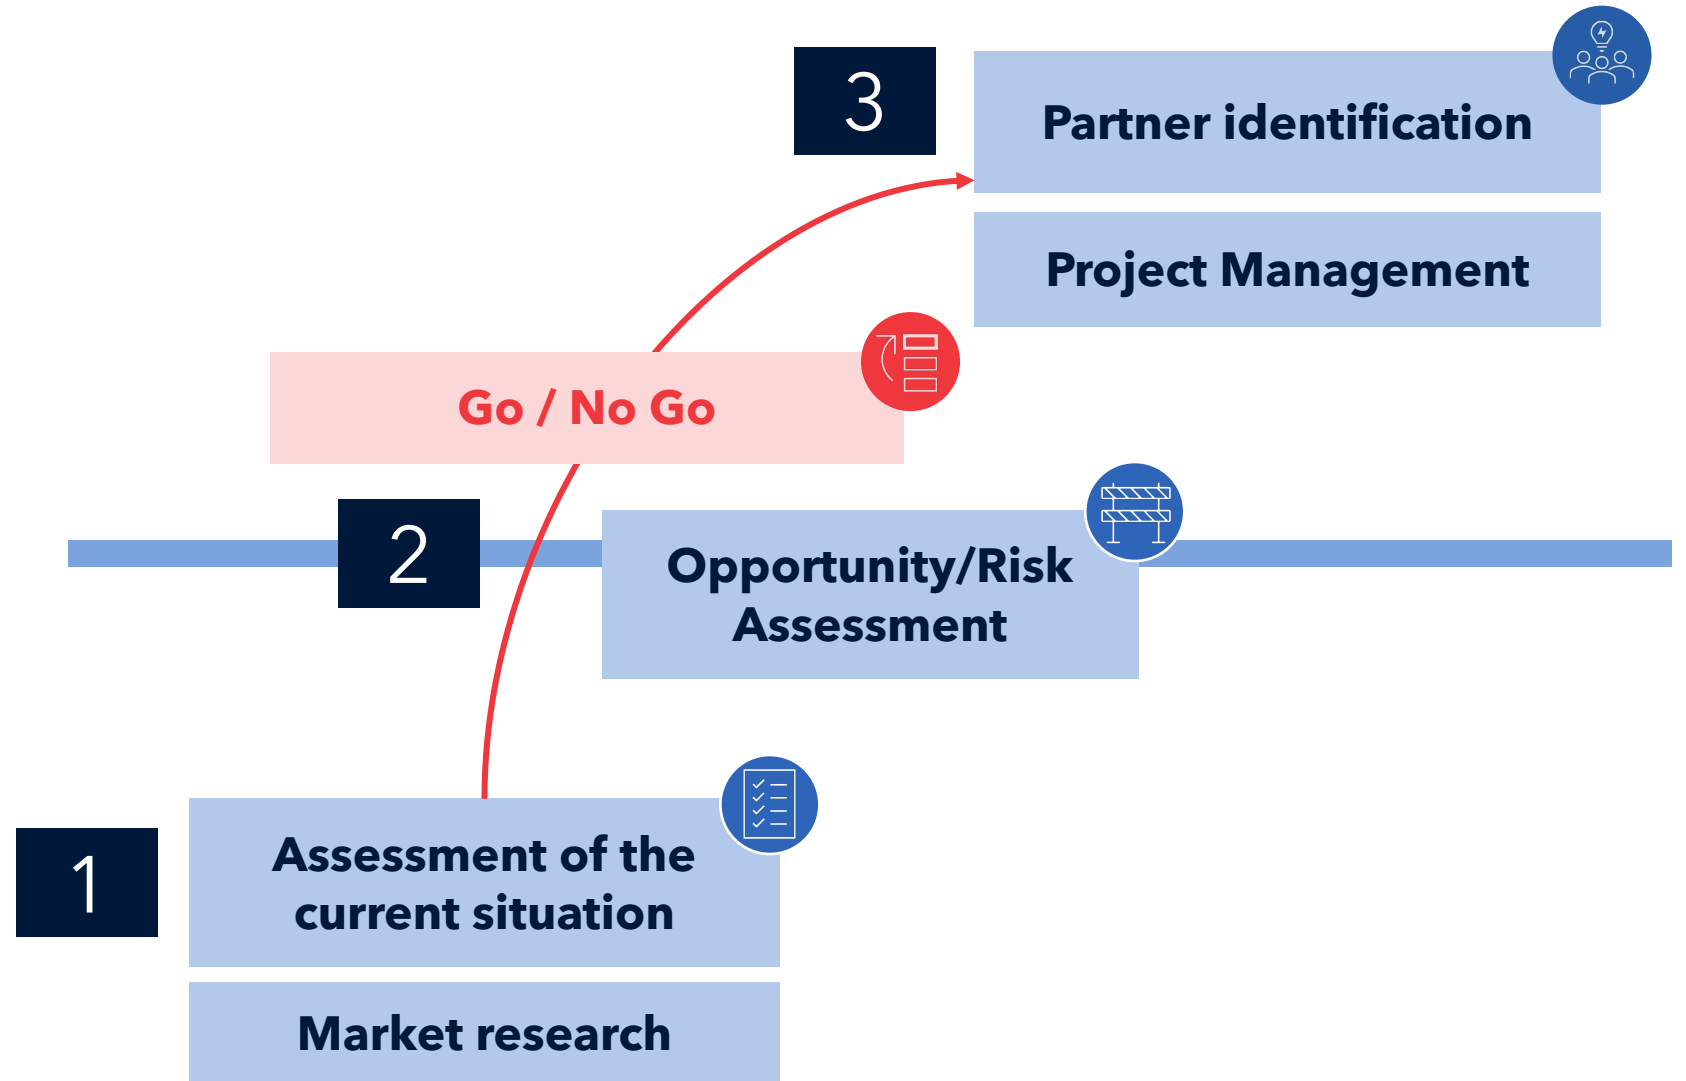 3
Partner identification
Project Management
Go / No Go
2
Opportunity/Risk
Assessment
1
Assessment of the
current situation
Market research